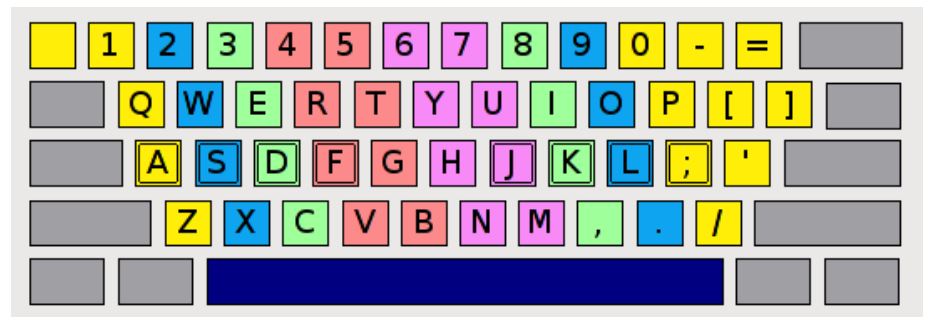 1 2 3 4 5 6 7 8 9 0 - =
Q W E R T Y U I O P [ ]
A S D F G H J K L ; '
Z X C V B N M , . /